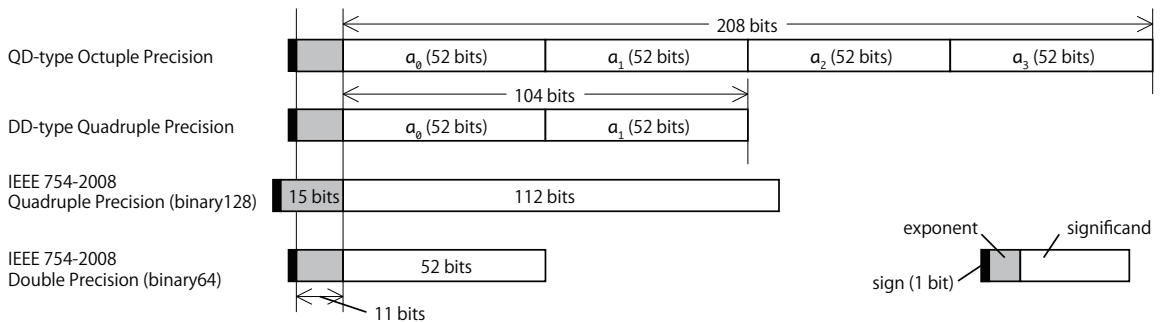 208 bits
QD-type Octuple Precision
a₀ (52 bits)
a₁ (52 bits)
a₂ (52 bits)
a₃ (52 bits)
104 bits
DD-type Quadruple Precision
a₀ (52 bits)
a₁ (52 bits)
IEEE 754-2008
Quadruple Precision (binary128)
15 bits
112 bits
IEEE 754-2008
Double Precision (binary64)
52 bits
11 bits
exponent
significand
sign (1 bit)